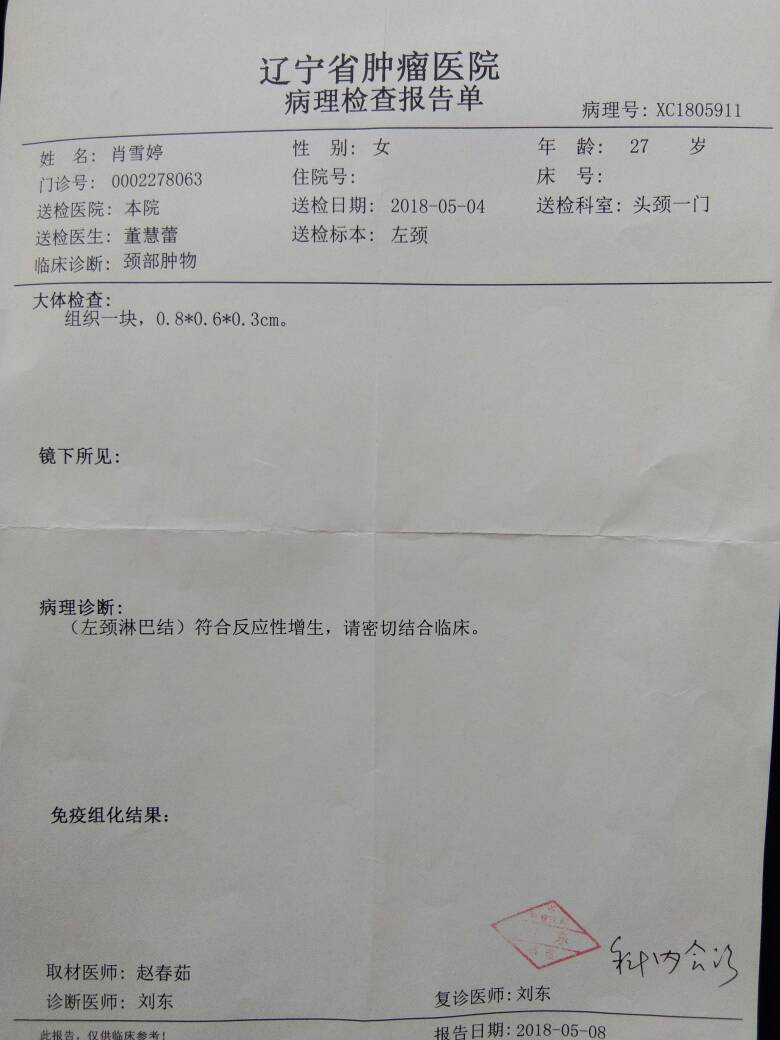 辽宁省肿瘤医院
病理检查报告单
病理号: XC1805911
姓 名: 肖雪婷 性 别: 女 年 龄: 27 岁
门诊号: 0002278063 住院号: 床 号:
送检医院: 本院 送检日期: 2018-05-04 送检科室: 头颈一门
送检医生: 董慧蕾 送检标本: 左颈
临床诊断: 颈部肿物
大体检查:
组织一块，0.8*0.6*0.3cm。
镜下所见:
病理诊断:
（左颈淋巴结）符合反应性增生，请密切结合临床。
免疫组化结果:
科内会诊
取材医师: 赵春茹
诊断医师: 刘东 复诊医师: 刘东
此报告，仅供临床参考! 报告日期: 2018-05-08